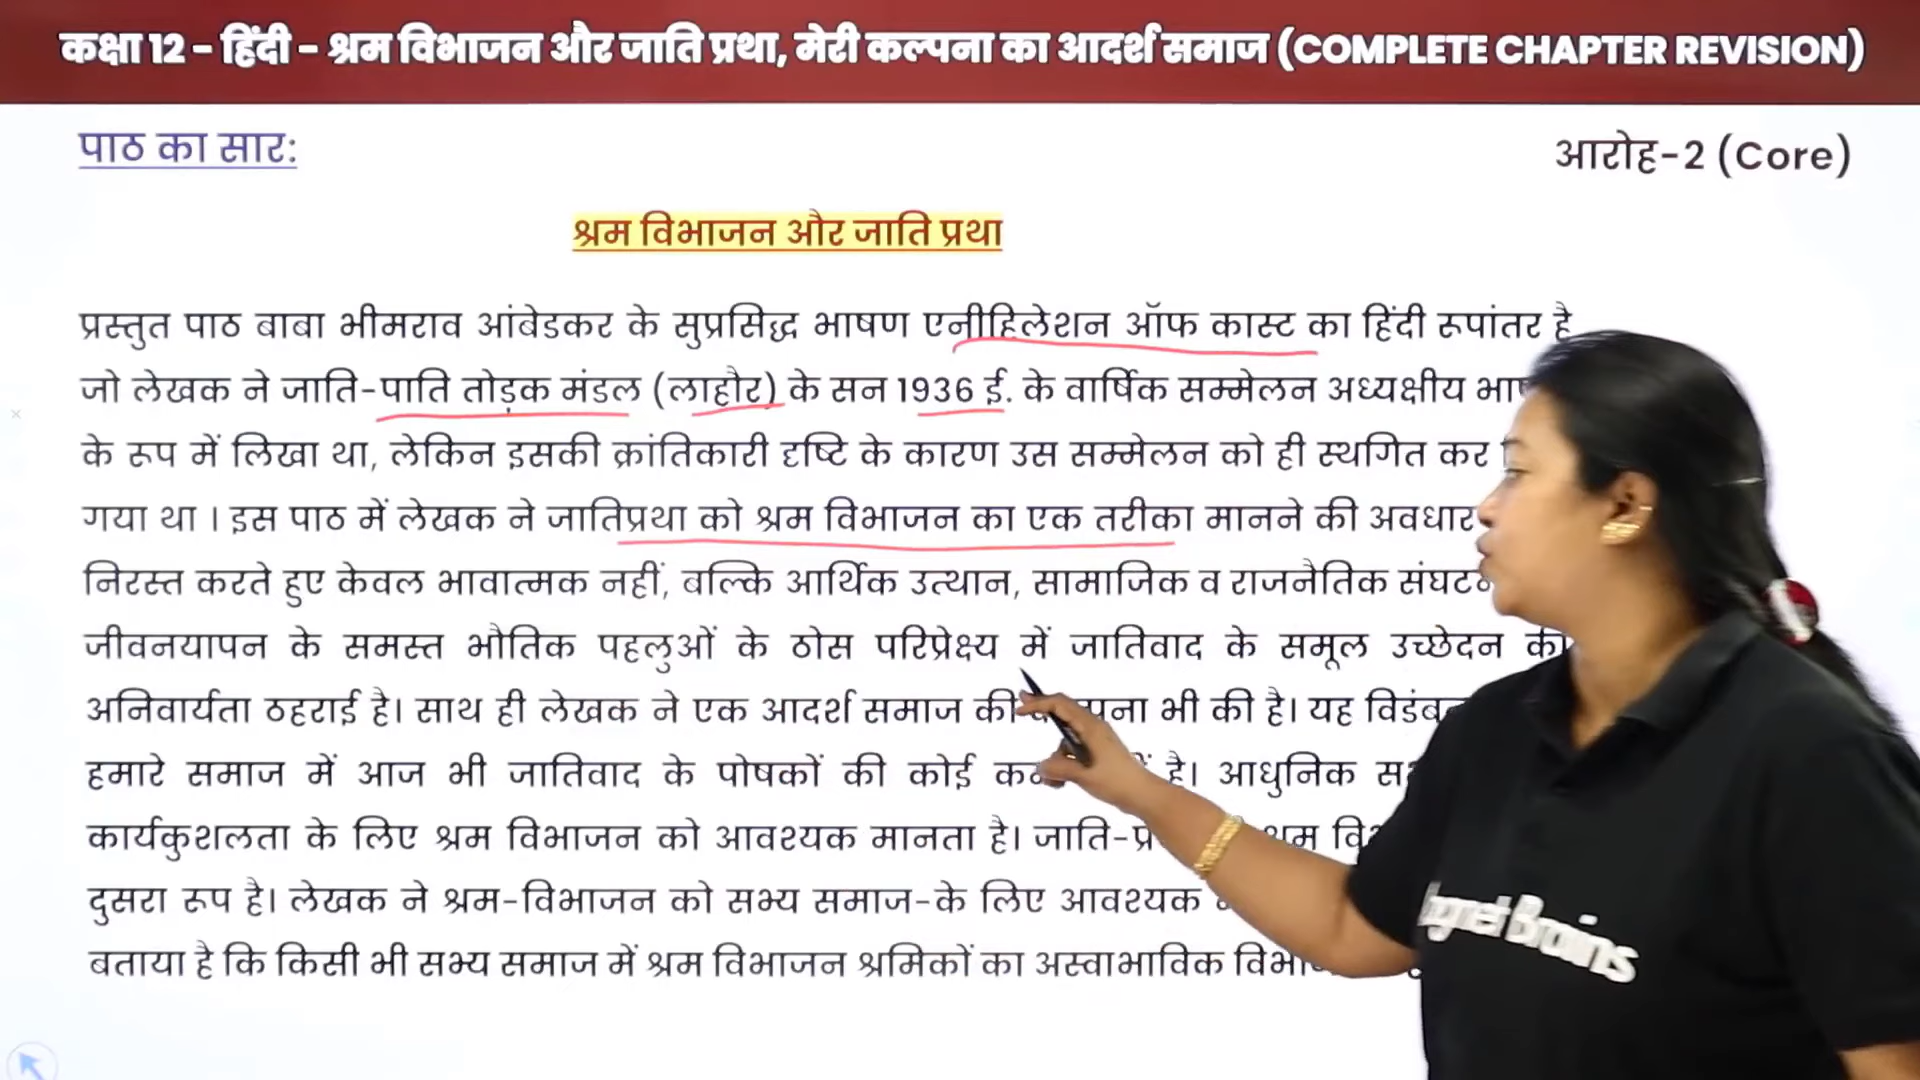 कक्षा 12 - हिंदी - श्रम विभाजन और जाति प्रथा, मेरी कल्पना का आदर्श समाज (COMPLETE CHAPTER REVISION)
पाठ का सार:
आरोह-2 (Core)
श्रम विभाजन और जाति प्रथा
प्रस्तुत पाठ बाबा भीमराव आंबेडकर के सुप्रसिद्ध भाषण एनीहिलेशन ऑफ कास्ट का हिंदी रूपांतर है
जो लेखक ने जाति-पाति तोड़क मंडल (लाहौर) के सन 1936 ई. के वार्षिक सम्मेलन अध्यक्षीय
के रूप में लिखा था, लेकिन इसकी क्रांतिकारी दृष्टि के कारण उस सम्मेलन को ही स्थगित कर
गया था । इस पाठ में लेखक ने जातिप्रथा को श्रम विभाजन का एक तरीका मानने की
निरस्त करते हुए केवल भावात्मक नहीं, बल्कि आर्थिक उत्थान, सामाजिक व राजनैतिक
जीवनयापन के समस्त भौतिक पहलुओं के ठोस परिप्रेक्ष्य में जातिवाद के समूल उच्छेदन की
अनिवार्यता ठहराई है। साथ ही लेखक ने एक आदर्श समाज की भी की है। यह
हमारे समाज में आज भी जातिवाद के पोषकों की कोई है। आधुनिक
कार्यकुशलता के लिए श्रम विभाजन को आवश्यक मानता है।
दुसरा रूप है। लेखक ने श्रम-विभाजन को सभ्य समाज-के लिए आवश्यक
बताया है कि किसी भी सभ्य समाज में श्रम विभाजन श्रमिकों का अस्वाभाविक
Brains